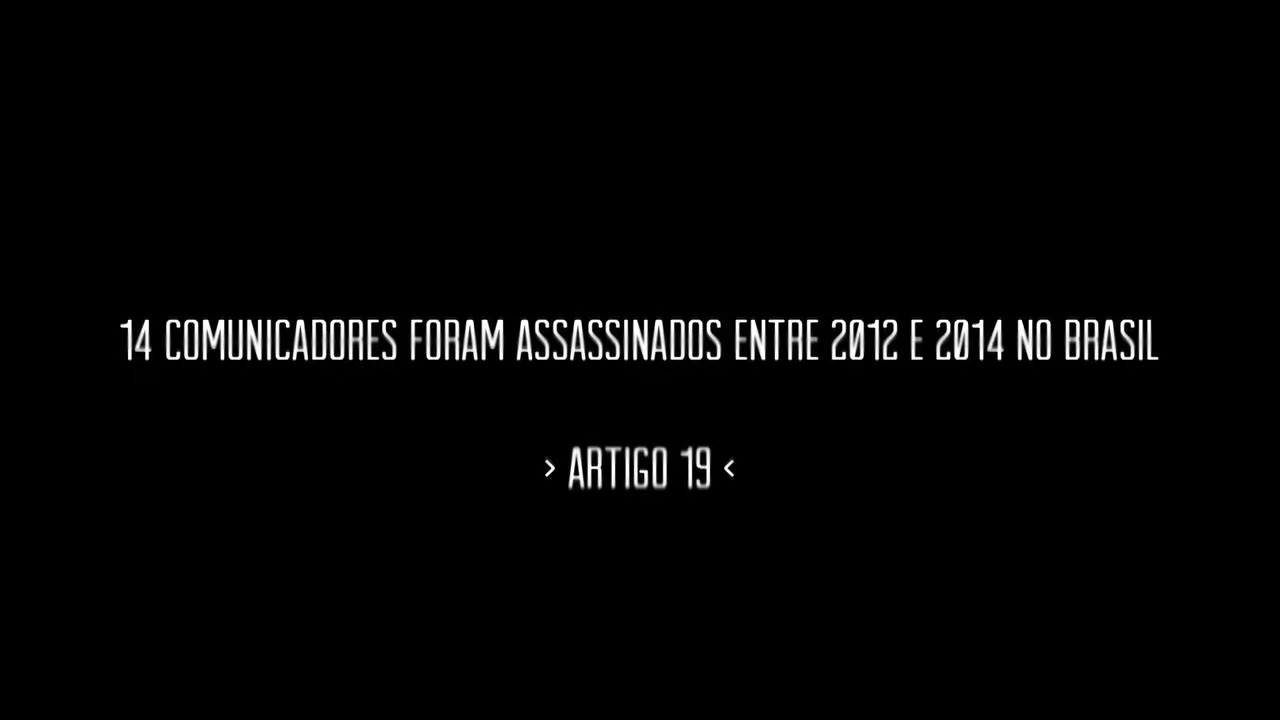 14 COMUNICADORES FORAM ASSASSINADOS ENTRE 2012 E 2014 NO BRASIL
> ARTIGO 19 <